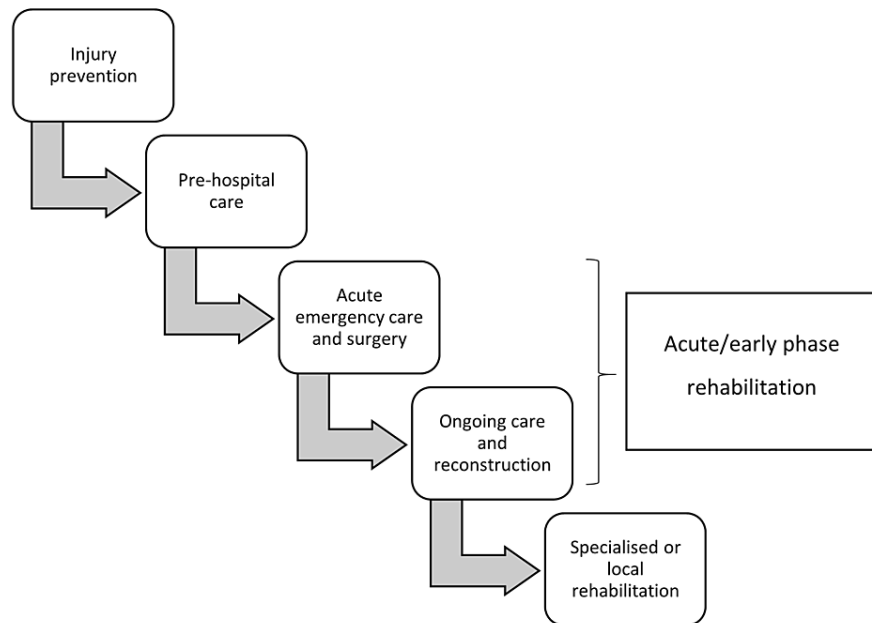 Injury
prevention
Pre-hospital
care
Acute
emergency care
and surgery
Acute/early phase
rehabilitation
Ongoing care
and
reconstruction
Specialised or
local
rehabilitation